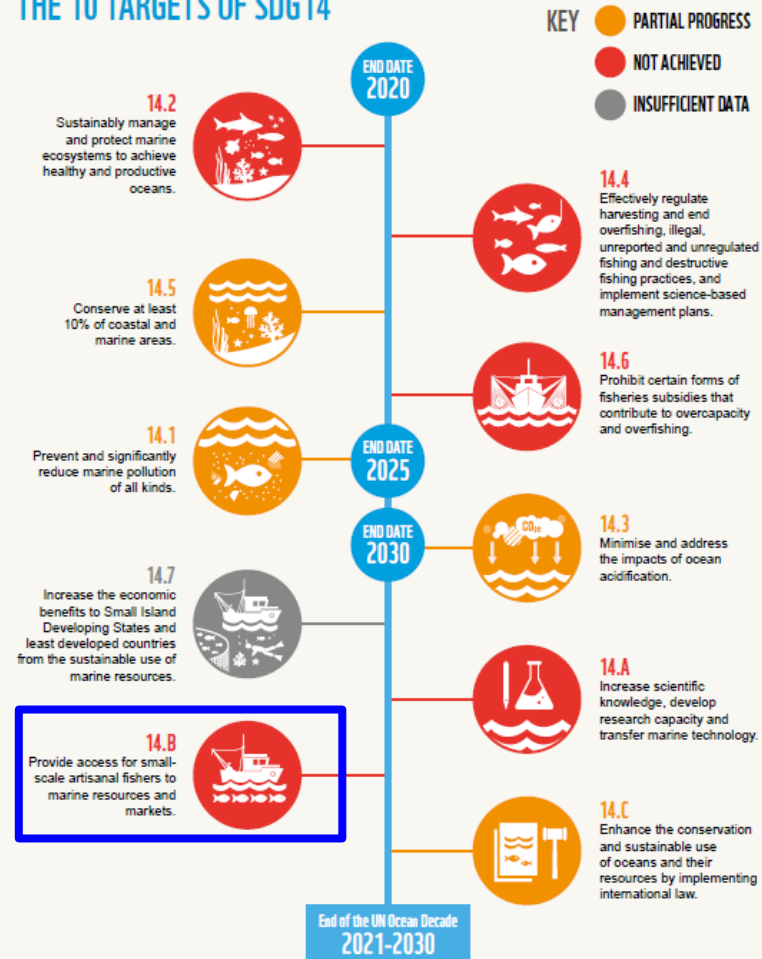 THE 10 TARGETS OF SDG14
KEY
PARTIAL PROGRESS
NOT ACHIEVED
INSUFFICIENT DATA
END DATE
2020
14.2
Sustainably manage
and protect marine
ecosystems to achieve
healthy and productive
oceans.
14.4
Effectively regulate
harvesting and end
overfishing, illegal,
unreported and unregulated
fishing and destructive
fishing practices, and
implement science-based
management plans.
14.5
Conserve at least
10% of coastal and
marine areas.
14.6
Prohibit certain forms of
fisheries subsidies that
contribute to overcapacity
and overfishing.
14.1
Prevent and significantly
reduce marine pollution
of all kinds.
END DATE
2025
END DATE
2030
CO₂
14.3
Minimise and address
the impacts of ocean
acidification.
14.7
Increase the economic
benefits to Small Island
Developing States and
least developed countries
from the sustainable use of
marine resources.
14.A
Increase scientific
knowledge, develop
research capacity and
transfer marine technology.
14.B
Provide access for small-
scale artisanal fishers to
marine resources and
markets.
14.C
Enhance the conservation
and sustainable use
of oceans and their
resources by implementing
international law.
End of the UN Ocean Decade
2021-2030